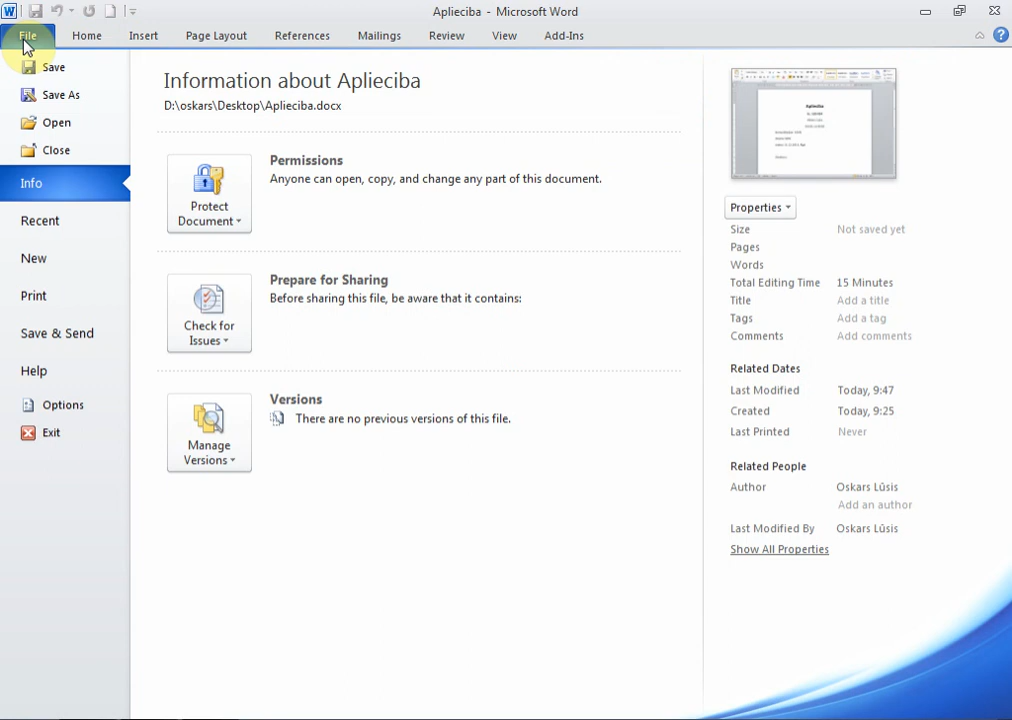 Aplieciba - Microsoft Word
File Home Insert Page Layout References Mailings Review View Add-Ins
Save
Save As
Open
Close
Info
Recent
New
Print
Save & Send
Help
Options
Exit
Information about Aplieciba
D:\oskars\Desktop\Aplieciba.docx
Protect
Document
Permissions
Anyone can open, copy, and change any part of this document.
Check for
Issues
Prepare for Sharing
Before sharing this file, be aware that it contains:
Manage
Versions
Versions
There are no previous versions of this file.
Aplieciba
Properties
Size Not saved yet
Pages
Words
Total Editing Time 15 Minutes
Title Add a title
Tags Add a tag
Comments Add comments
Related Dates
Last Modified Today, 9:47
Created Today, 9:25
Last Printed Never
Related People
Author Oskars Lūsis
Add an author
Last Modified By Oskars Lūsis
Show All Properties